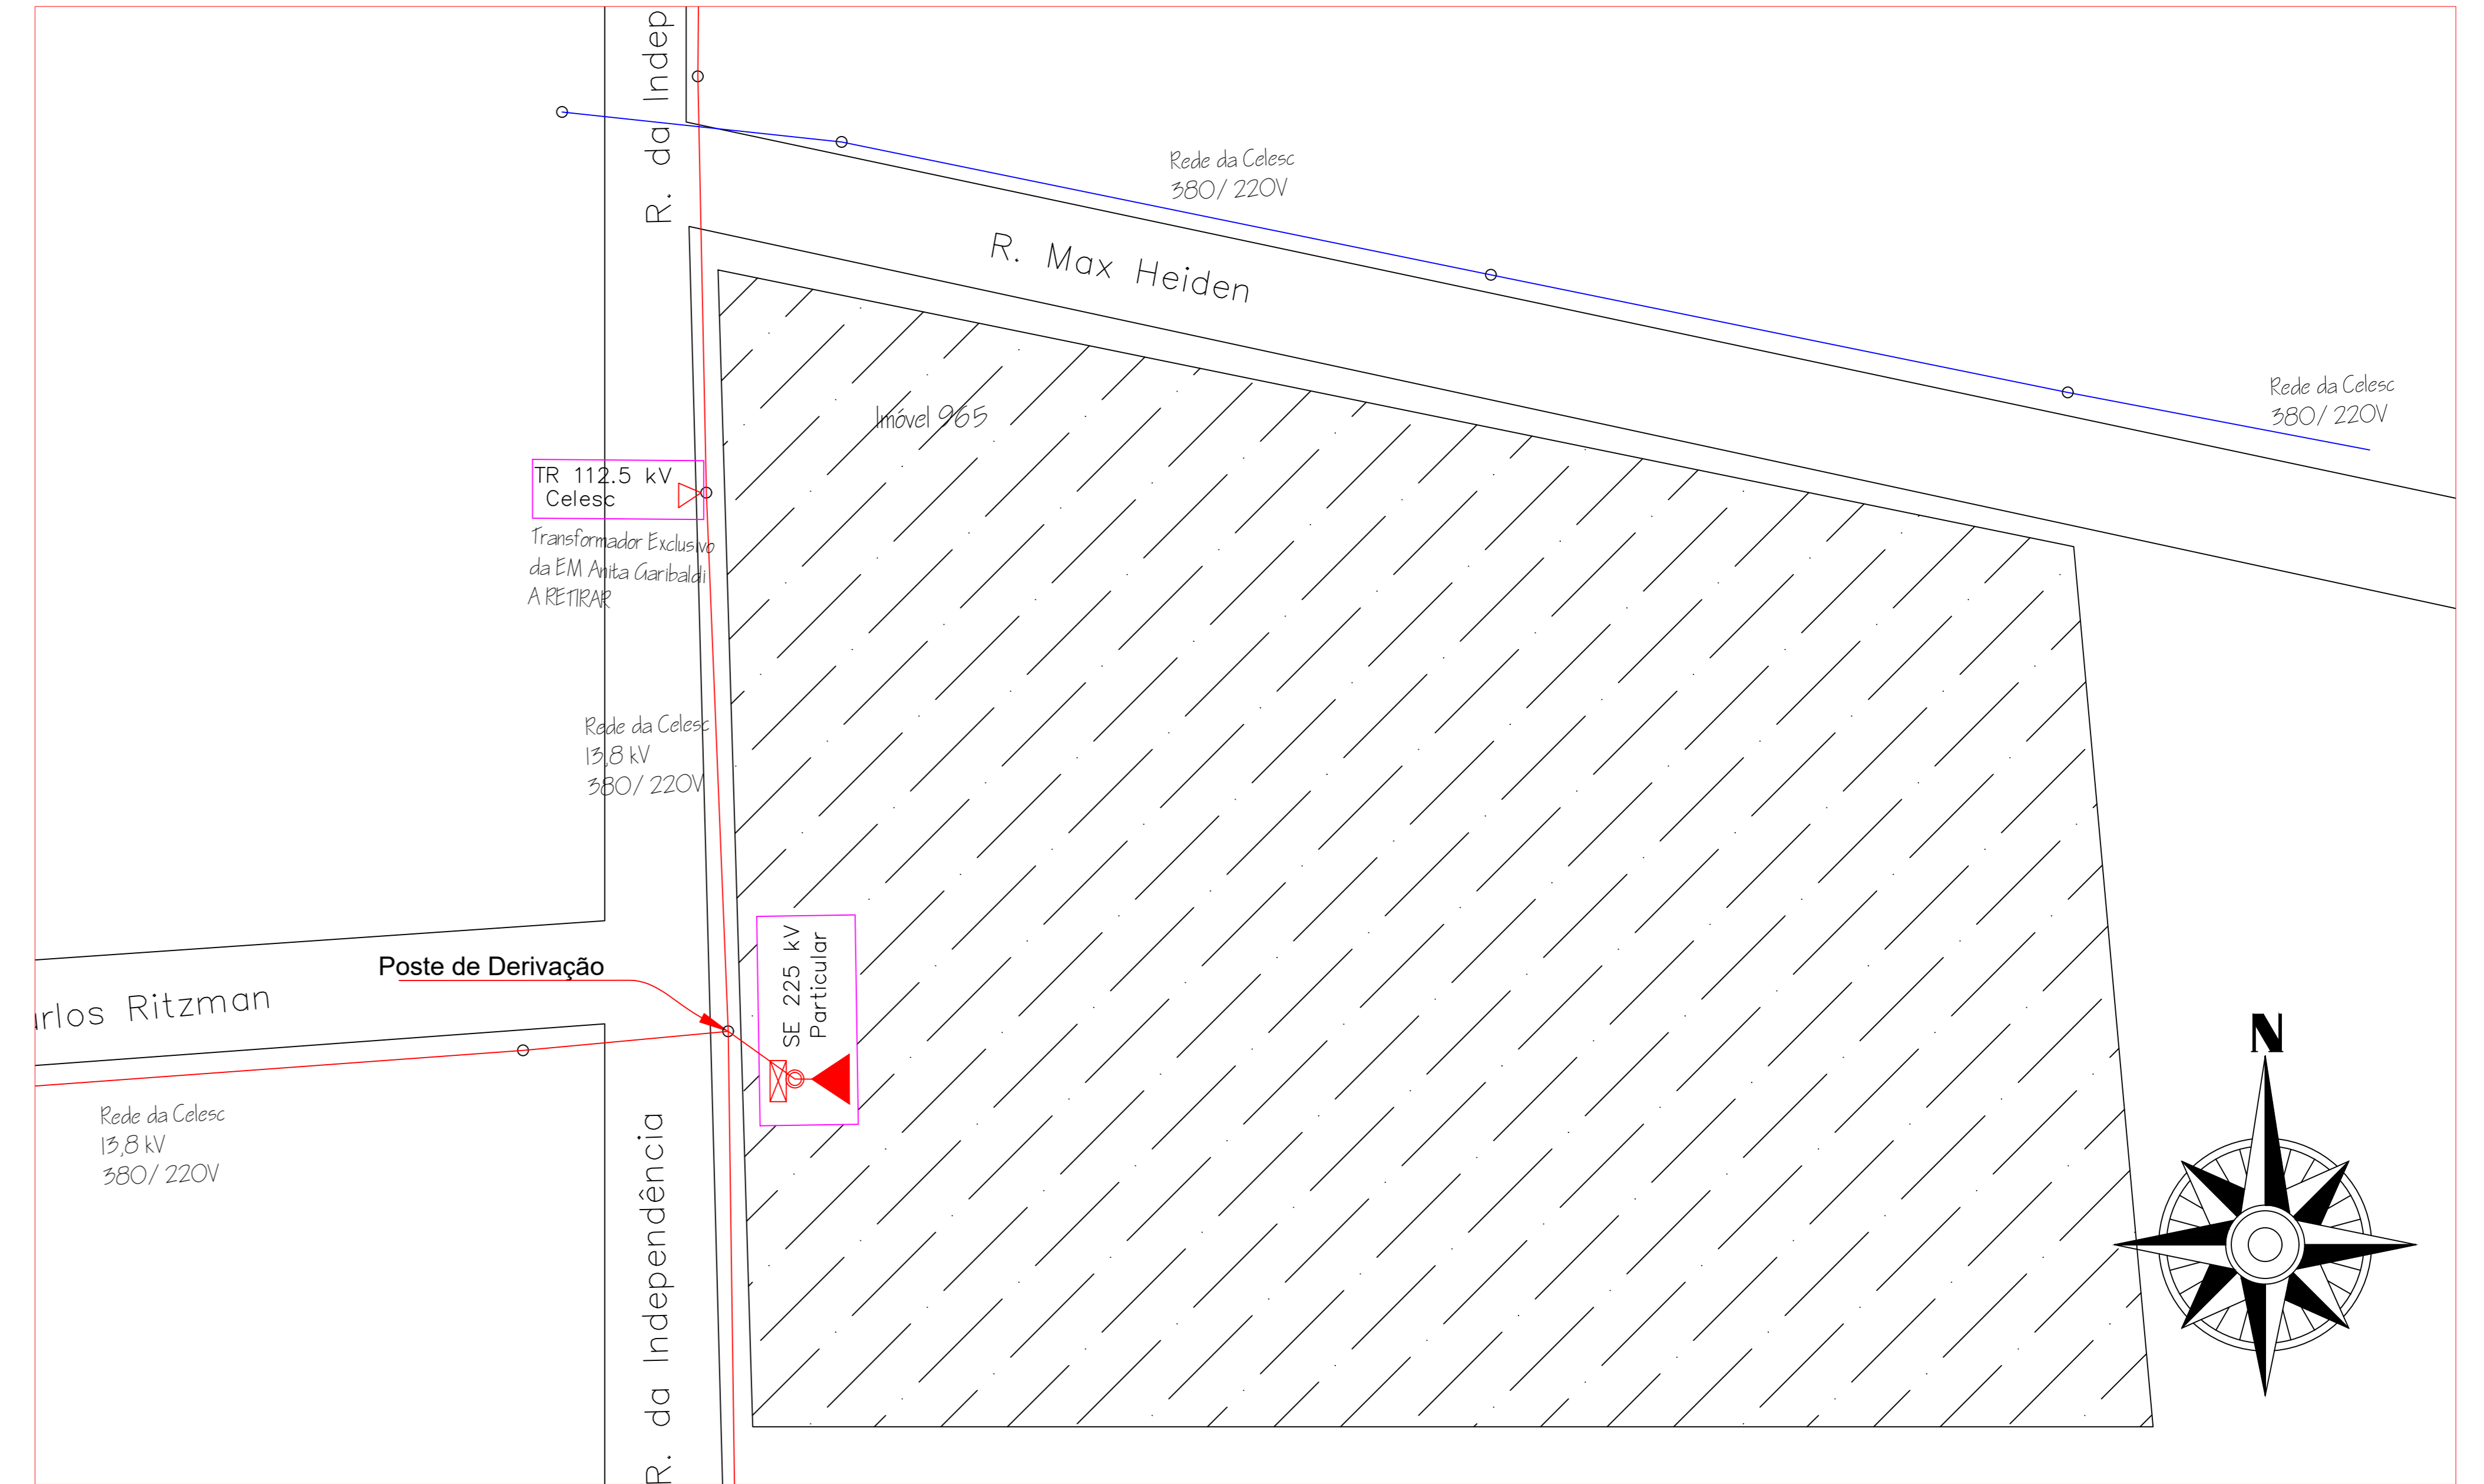 R. da Indep
Rede da Celesc
380/ 220V
R. Max Heiden
Rede da Celesc
380/ 220V
Imóvel 965
TR 112.5 kV
Celesc
Transformador Exclusivo
da EM Anita Garibaldi
A RETIRAR
Rede da Celesc
13,8 kV
380/ 220V
SE 225 kV
Particular
Poste de Derivação
arlos Ritzman
N
Rede da Celesc
13,8 kV
380/ 220V
R. da Independência